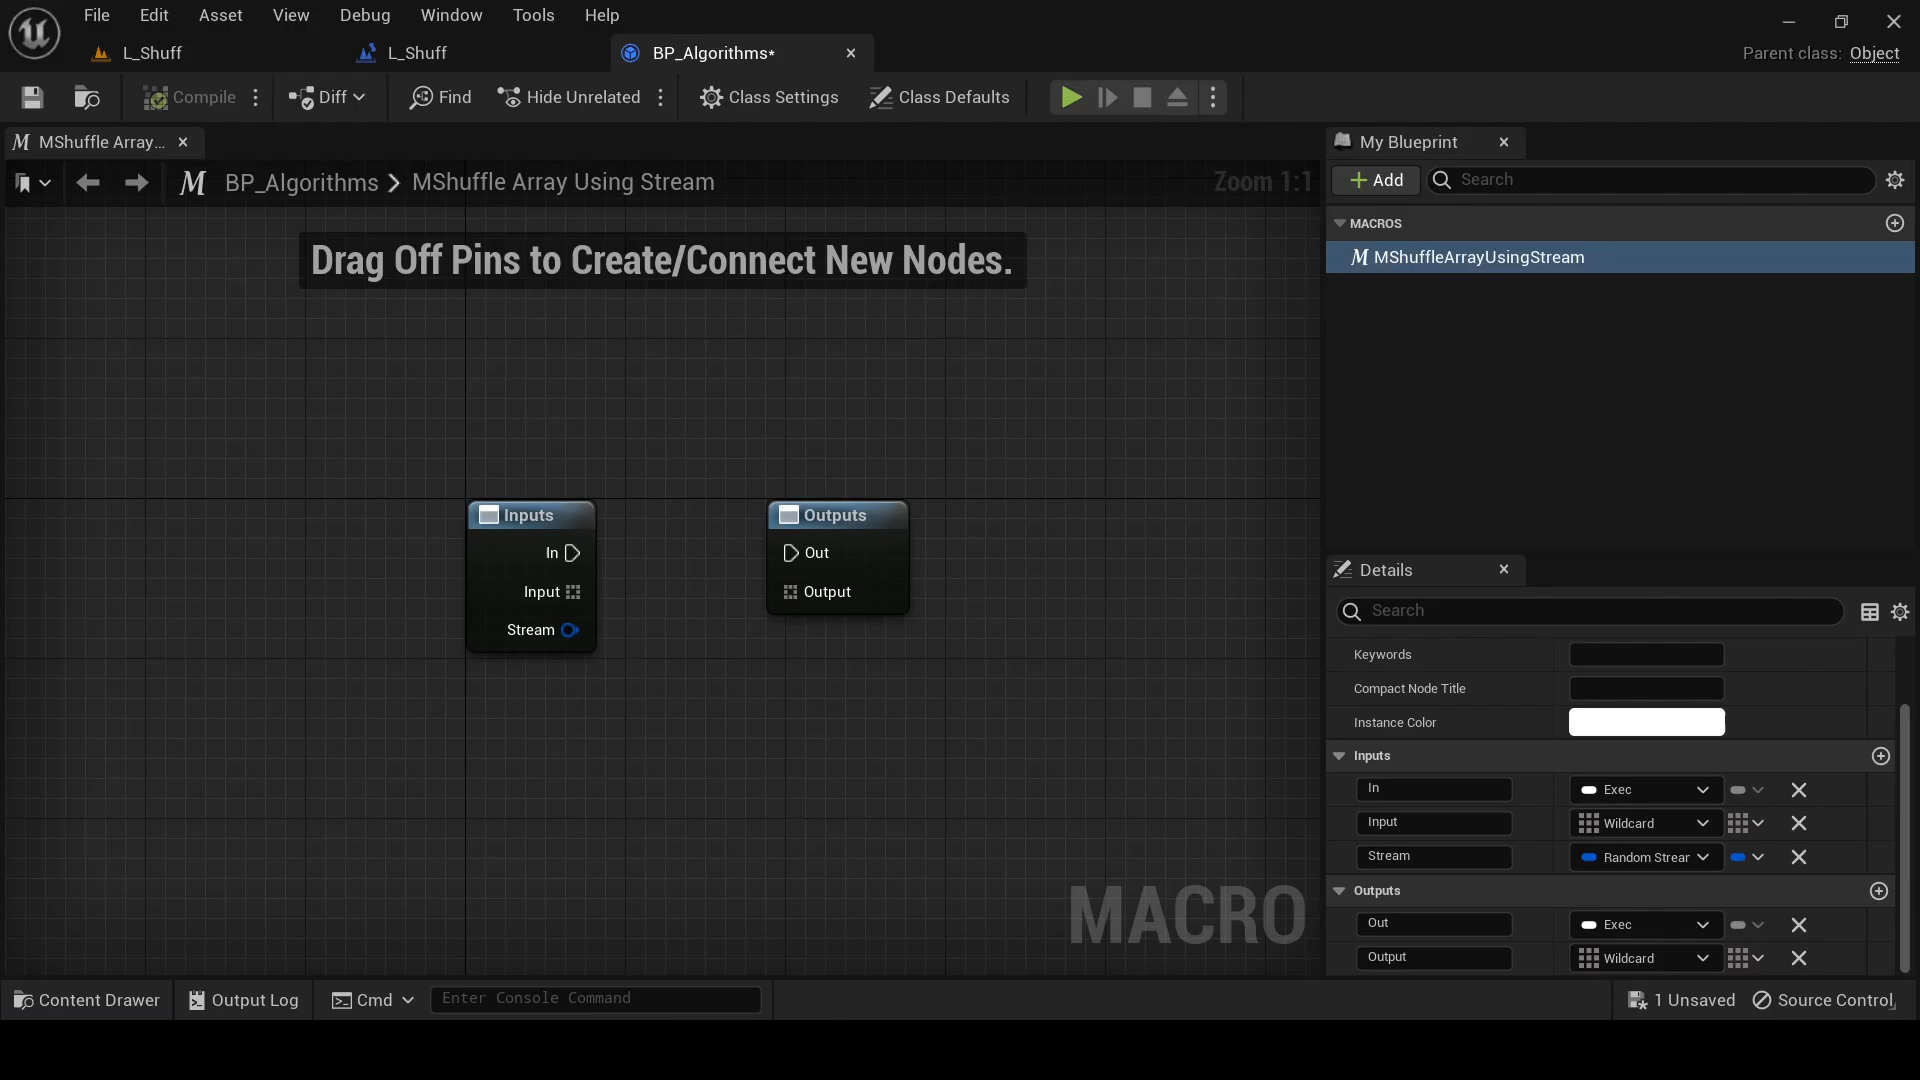 File Edit Asset View Debug Window Tools Help
L_Shuff L_Shuff BP_Algorithms* Parent class: Object
Compile Diff Find Hide Unrelated Class Settings Class Defaults
MShuffle Array...
BP_Algorithms > MShuffle Array Using Stream Zoom 1:1
Drag Off Pins to Create/Connect New Nodes.
Inputs
In
Input
Stream
Outputs
Out
Output
MACRO
My Blueprint
Add Search
MACROS
MShuffleArrayUsingStream
Details
Search
Keywords
Compact Node Title
Instance Color
Inputs
In Exec
Input Wildcard
Stream Random Strear
Outputs
Out Exec
Output Wildcard
Content Drawer Output Log Cmd Enter Console Command 1 Unsaved Source Control